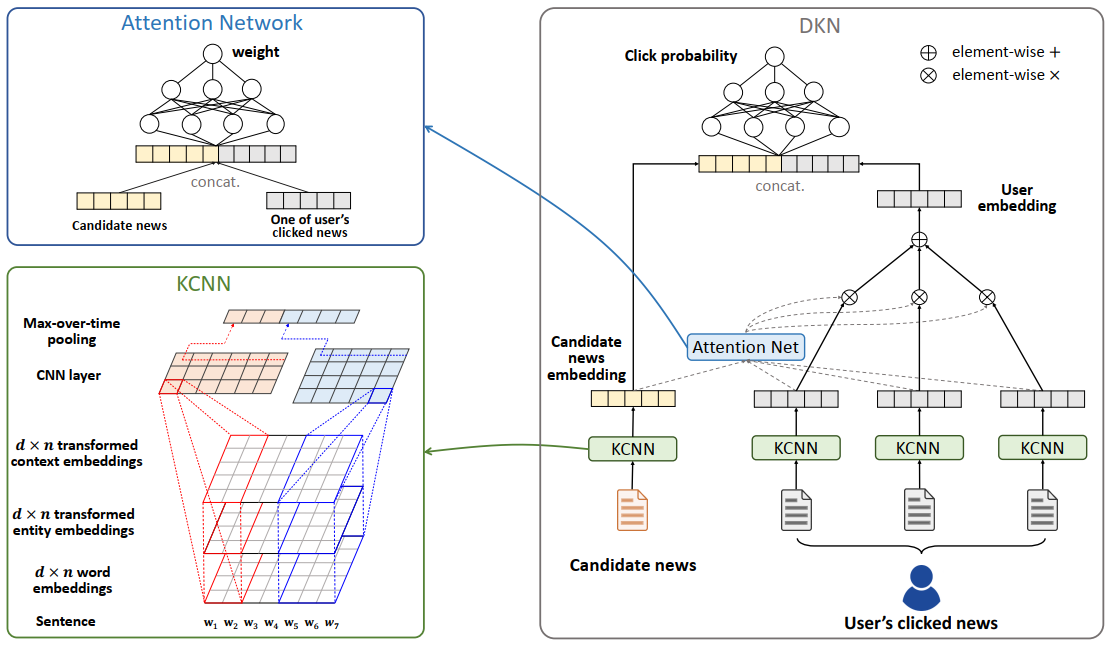 Attention Network
weight
concat.
Candidate news
One of user's
clicked news
KCNN
Max-over-time
pooling
CNN layer
d × n transformed
context embeddings
d × n transformed
entity embeddings
d × n word
embeddings
Sentence
w₁ w₂ w₃ w₄ w₅ w₆ w₇
DKN
Click probability
element-wise +
element-wise ×
concat.
User
embedding
Attention Net
Candidate
news
embedding
KCNN
KCNN
KCNN
KCNN
Candidate news
User's clicked news